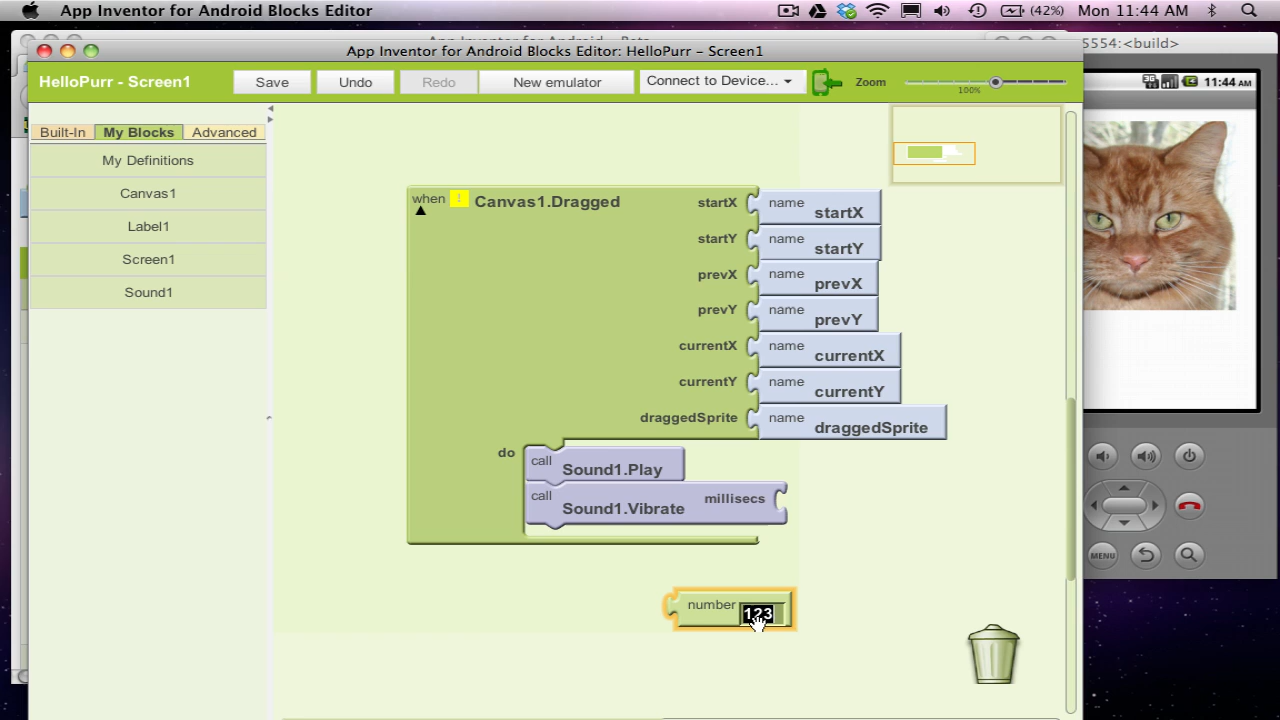 App Inventor for Android Blocks Editor
(42%) Mon 11:44 AM
5554:<build>
App Inventor for Android Blocks Editor: HelloPurr – Screen1
HelloPurr - Screen1
Save
Undo
Redo
New emulator
Connect to Device...
Zoom
100%
3G
11:44 AM
Built-In
My Blocks
Advanced
My Definitions
Canvas1
Label1
Screen1
Sound1
when ! Canvas1.Dragged
startX name startX
startY name startY
prevX name prevX
prevY name prevY
currentX name currentX
currentY name currentY
draggedSprite name draggedSprite
do
call Sound1.Play
call Sound1.Vibrate millisecs
number 123
MENU